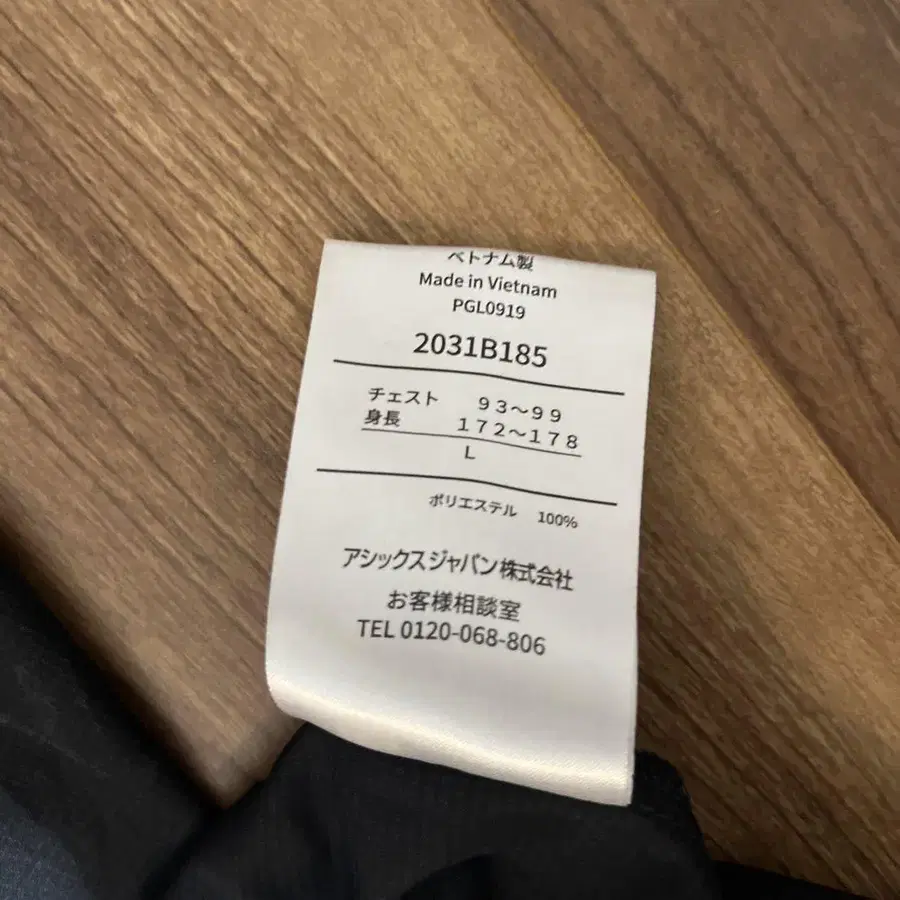 ベトナム製
Made in Vietnam
PGL0919
2031B185
チェスト ９３～９９
身長 １７２～１７８
L
ポリエステル 100%
アシックスジャパン株式会社
お客様相談室
TEL 0120-068-806